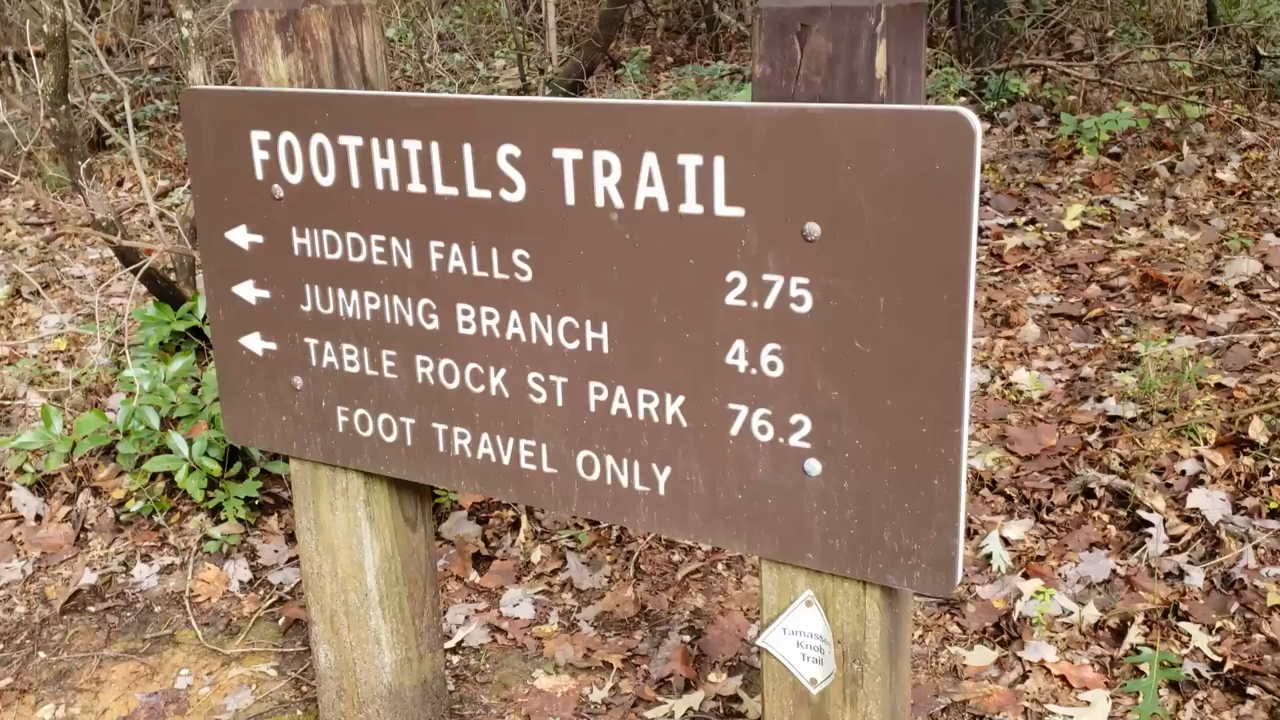 FOOTHILLS TRAIL
HIDDEN FALLS 2.75
JUMPING BRANCH 4.6
TABLE ROCK ST PARK 76.2
FOOT TRAVEL ONLY
Knob
Trail